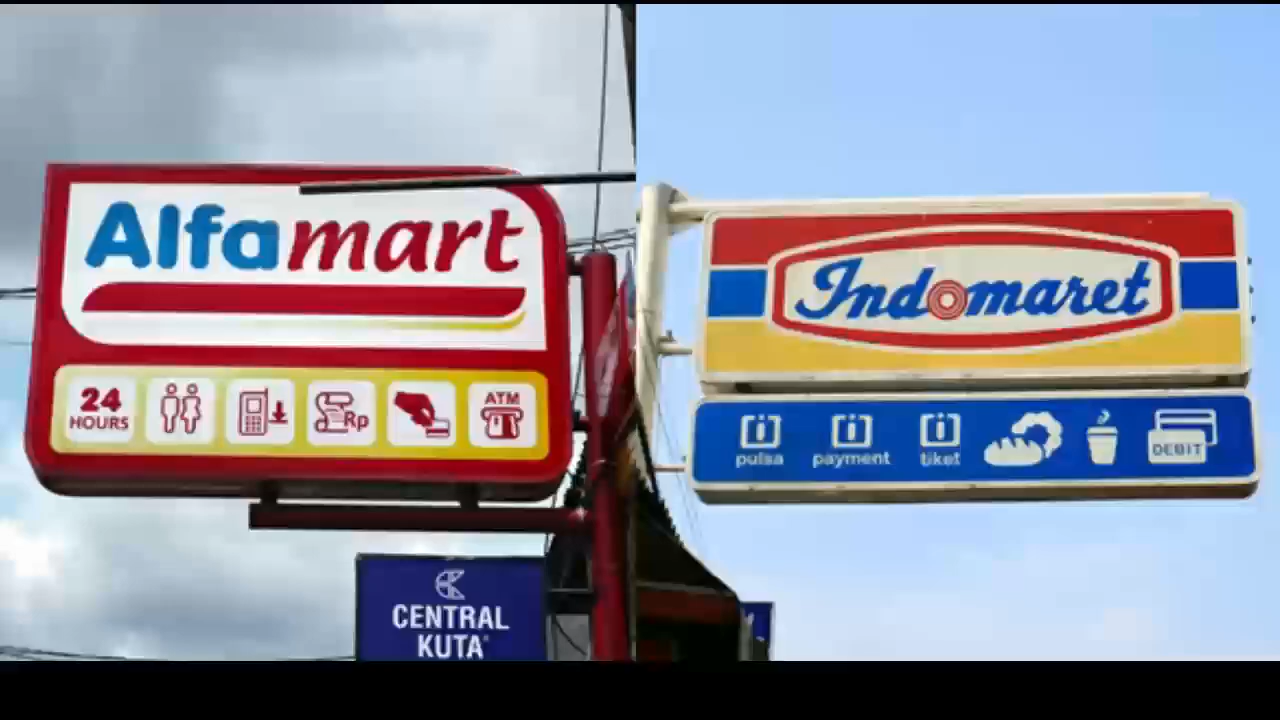 Alfamart
24
HOURS
Rp
ATM
CENTRAL
KUTA
Indomaret
pulsa
payment
tiket
DEBIT